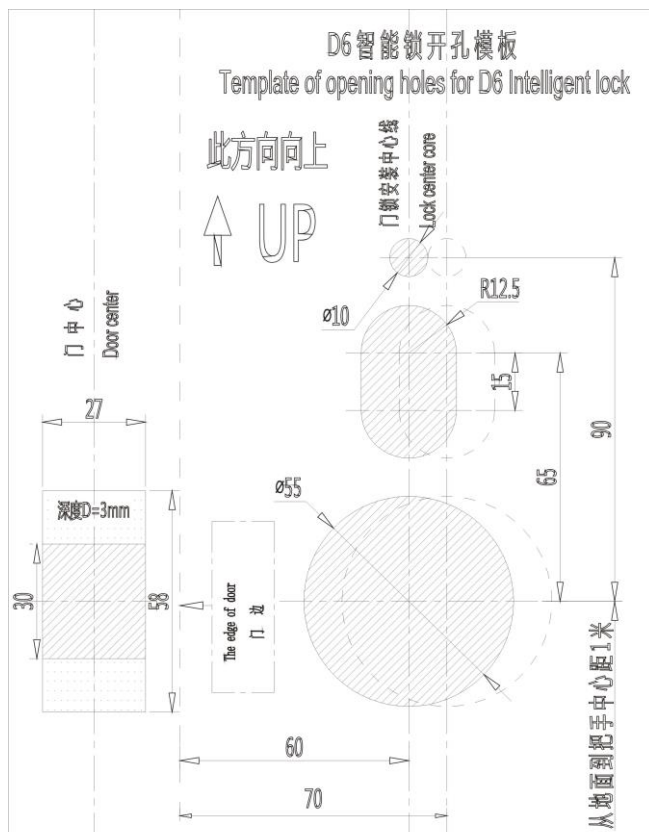 D6智能锁开孔模板
Template of opening holes for D6 Intelligent lock
此方向向上
UP
门锁安装中心线
Lock center core
门中心
Door center
ø10
R12.5
15
65
90
27
深度D=3mm
30
58
ø55
The edge of door
门边
60
70
从地面到把手中心距1米